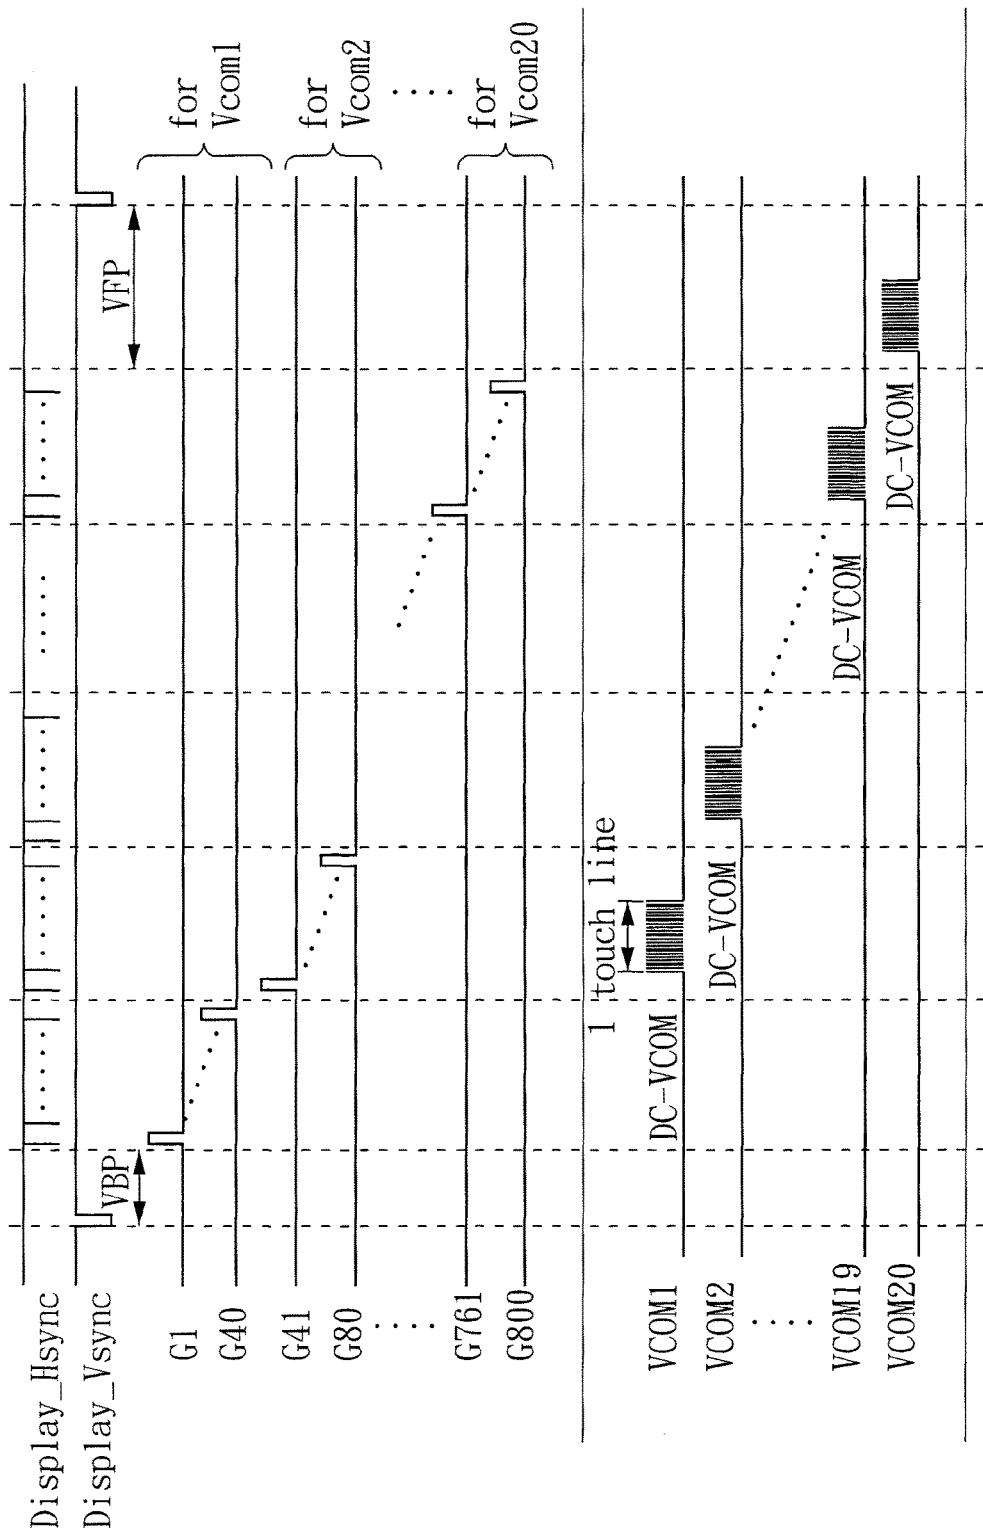 Display_Hsync
Display_Vsync
VBP
VFP
G1
G40
for
Vcom1
G41
G80
for
Vcom2
.....
.....
G761
G800
for
Vcom20
1 touch line
VCOM1
DC-VCOM
VCOM2
DC-VCOM
.....
VCOM19
DC-VCOM
VCOM20
DC-VCOM